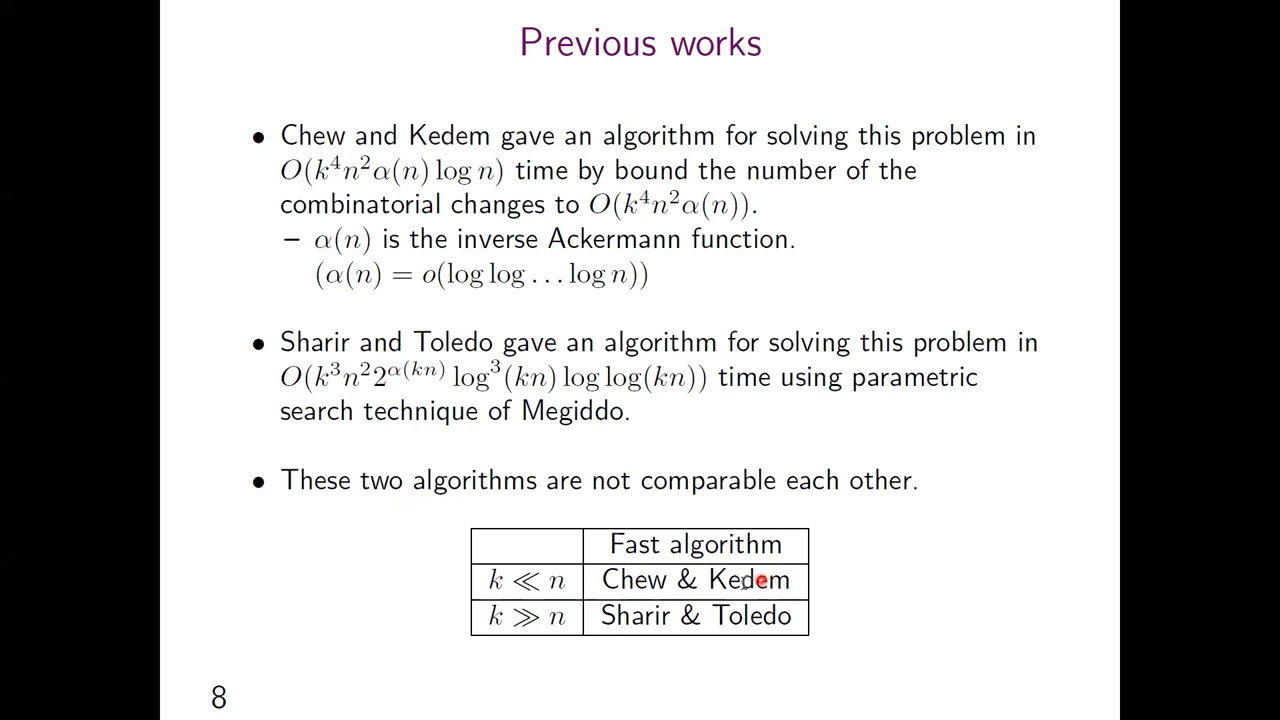 Previous works
• Chew and Kedem gave an algorithm for solving this problem in
O(k⁴n²α(n) log n) time by bound the number of the
combinatorial changes to O(k⁴n²α(n)).
– α(n) is the inverse Ackermann function.
(α(n) = o(log log . . . log n))
• Sharir and Toledo gave an algorithm for solving this problem in
O(k³n²2^α(kn) log³(kn) log log(kn)) time using parametric
search technique of Megiddo.
• These two algorithms are not comparable each other.
Fast algorithm
k ≪ n Chew & Kedem
k ≫ n Sharir & Toledo
8